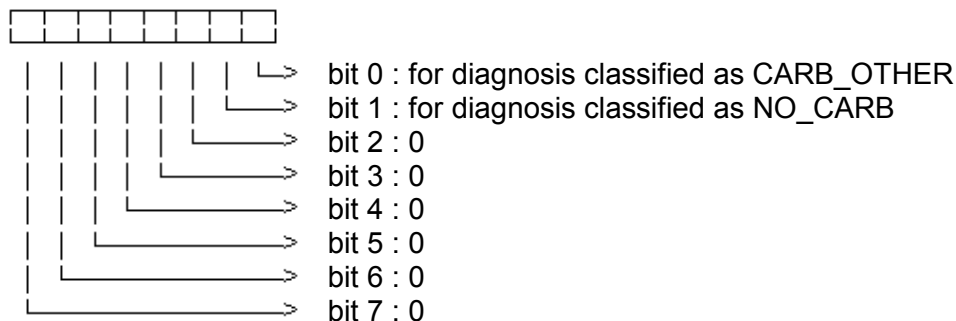 bit 0 : for diagnosis classified as CARB_OTHER
bit 1 : for diagnosis classified as NO_CARB
bit 2 : 0
bit 3 : 0
bit 4 : 0
bit 5 : 0
bit 6 : 0
bit 7 : 0